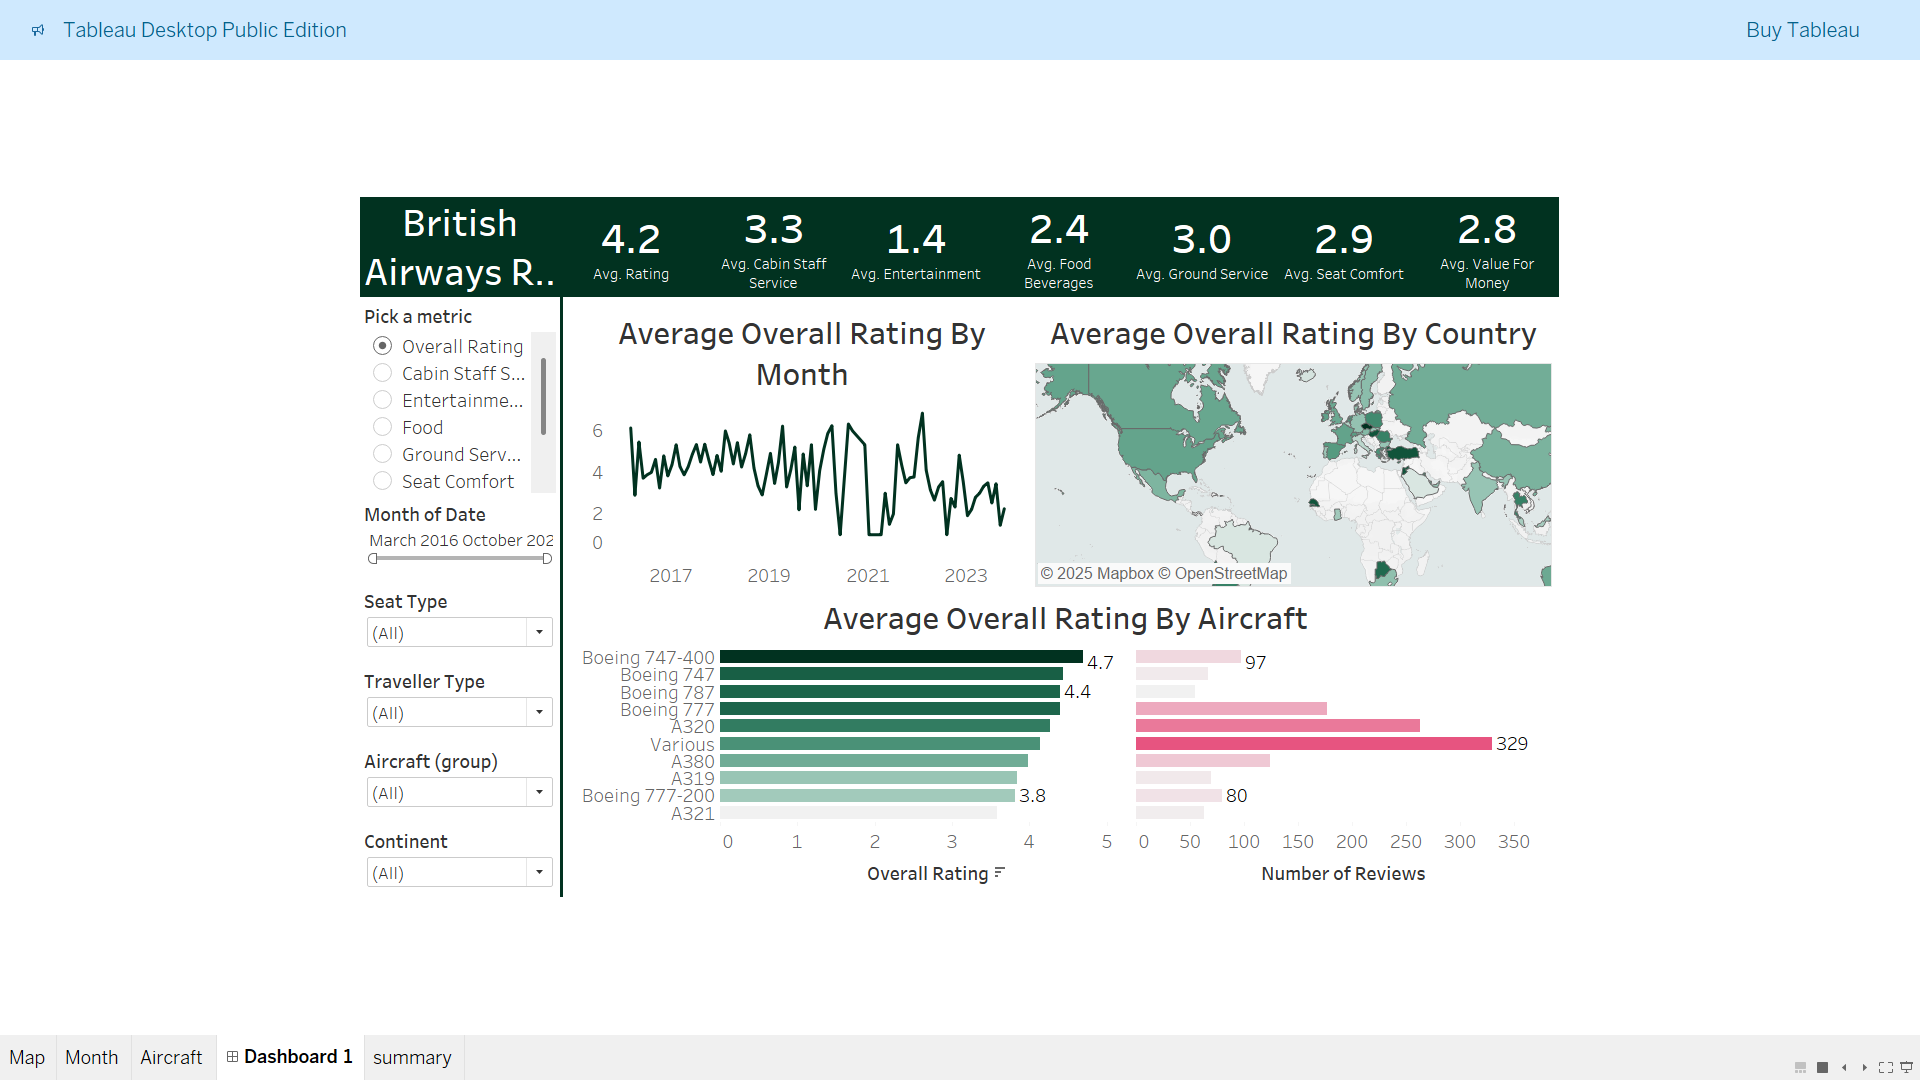 Tableau Desktop Public Edition
Buy Tableau
British
Airways R..
4.2
Avg. Rating
3.3
Avg. Cabin Staff
Service
1.4
Avg. Entertainment
2.4
Avg. Food
Beverages
3.0
Avg. Ground Service
2.9
Avg. Seat Comfort
2.8
Avg. Value For
Money
Pick a metric
Overall Rating
Cabin Staff S...
Entertainme...
Food
Ground Serv...
Seat Comfort
Month of Date
March 2016 October 202
Seat Type
(All)
Traveller Type
(All)
Aircraft (group)
(All)
Continent
(All)
Average Overall Rating By
Month
6
4
2
0
2017 2019 2021 2023
Average Overall Rating By Country
© 2025 Mapbox © OpenStreetMap
Average Overall Rating By Aircraft
Boeing 747-400 4.7 97
Boeing 747
Boeing 787 4.4
Boeing 777
A320
Various 329
A380
A319
Boeing 777-200 3.8 80
A321
0 1 2 3 4 5 0 50 100 150 200 250 300 350
Overall Rating Number of Reviews
Map Month Aircraft Dashboard 1 summary